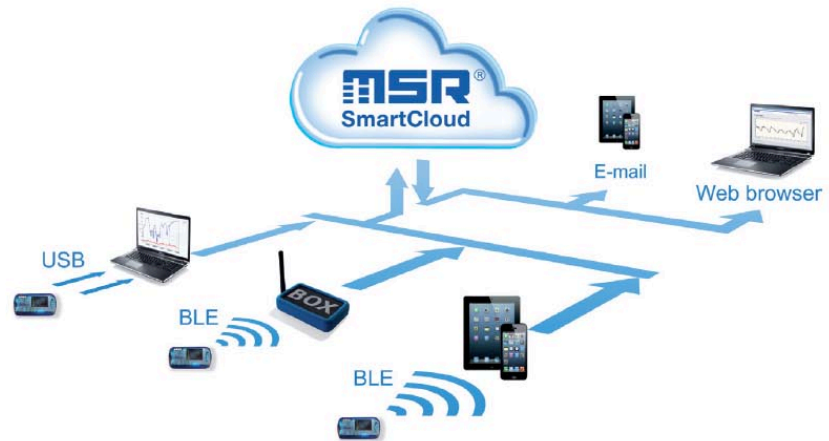 MSR®
SmartCloud
E-mail
Web browser
USB
BOX
BLE
BLE